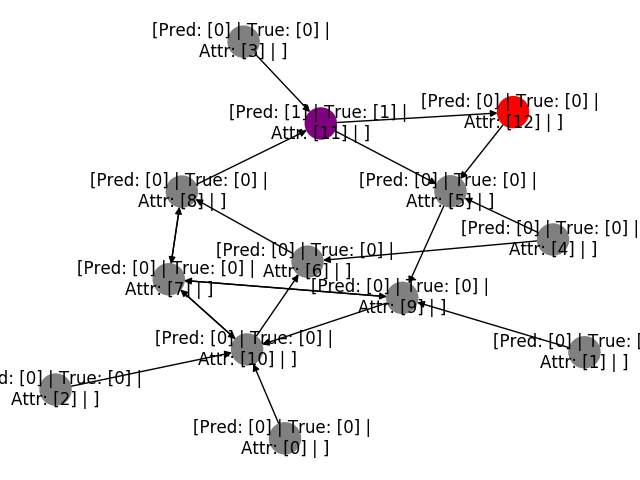 [Pred: [0] | True: [0] |
Attr: [3] | ]
[Pred: [1] | True: [1] |
Attr: [11] | ]
[Pred: [0] | True: [0] |
Attr: [12] | ]
[Pred: [0] | True: [0] |
Attr: [8] | ]
[Pred: [0] | True: [0] |
Attr: [5] | ]
[Pred: [0] | True: [0] |
Attr: [4] | ]
[Pred: [0] | True: [0] |
Attr: [6] | ]
[Pred: [0] | True: [0] |
Attr: [7] | ]
[Pred: [0] | True: [0] |
Attr: [9] | ]
[Pred: [0] | True: [0] |
Attr: [10] | ]
[Pred: [0] | True: [
Attr: [1] | ]
d: [0] | True: [0] |
Attr: [2] | ]
[Pred: [0] | True: [0] |
Attr: [0] | ]